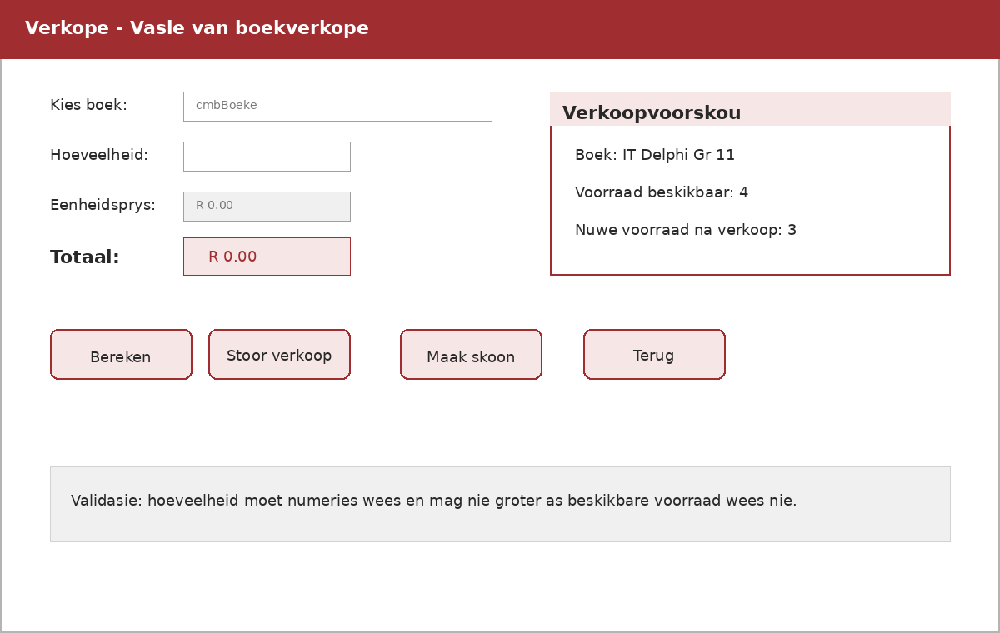 Verkope - Vasle van boekverkope
Kies boek:
cmbBoeke
Hoeveelheid:
Eenheidsprys:
R 0.00
Totaal:
R 0.00
Verkoopvoorskou
Boek: IT Delphi Gr 11
Voorraad beskikbaar: 4
Nuwe voorraad na verkoop: 3
Bereken
Stoor verkoop
Maak skoon
Terug
Validasie: hoeveelheid moet numeries wees en mag nie groter as beskikbare voorraad wees nie.